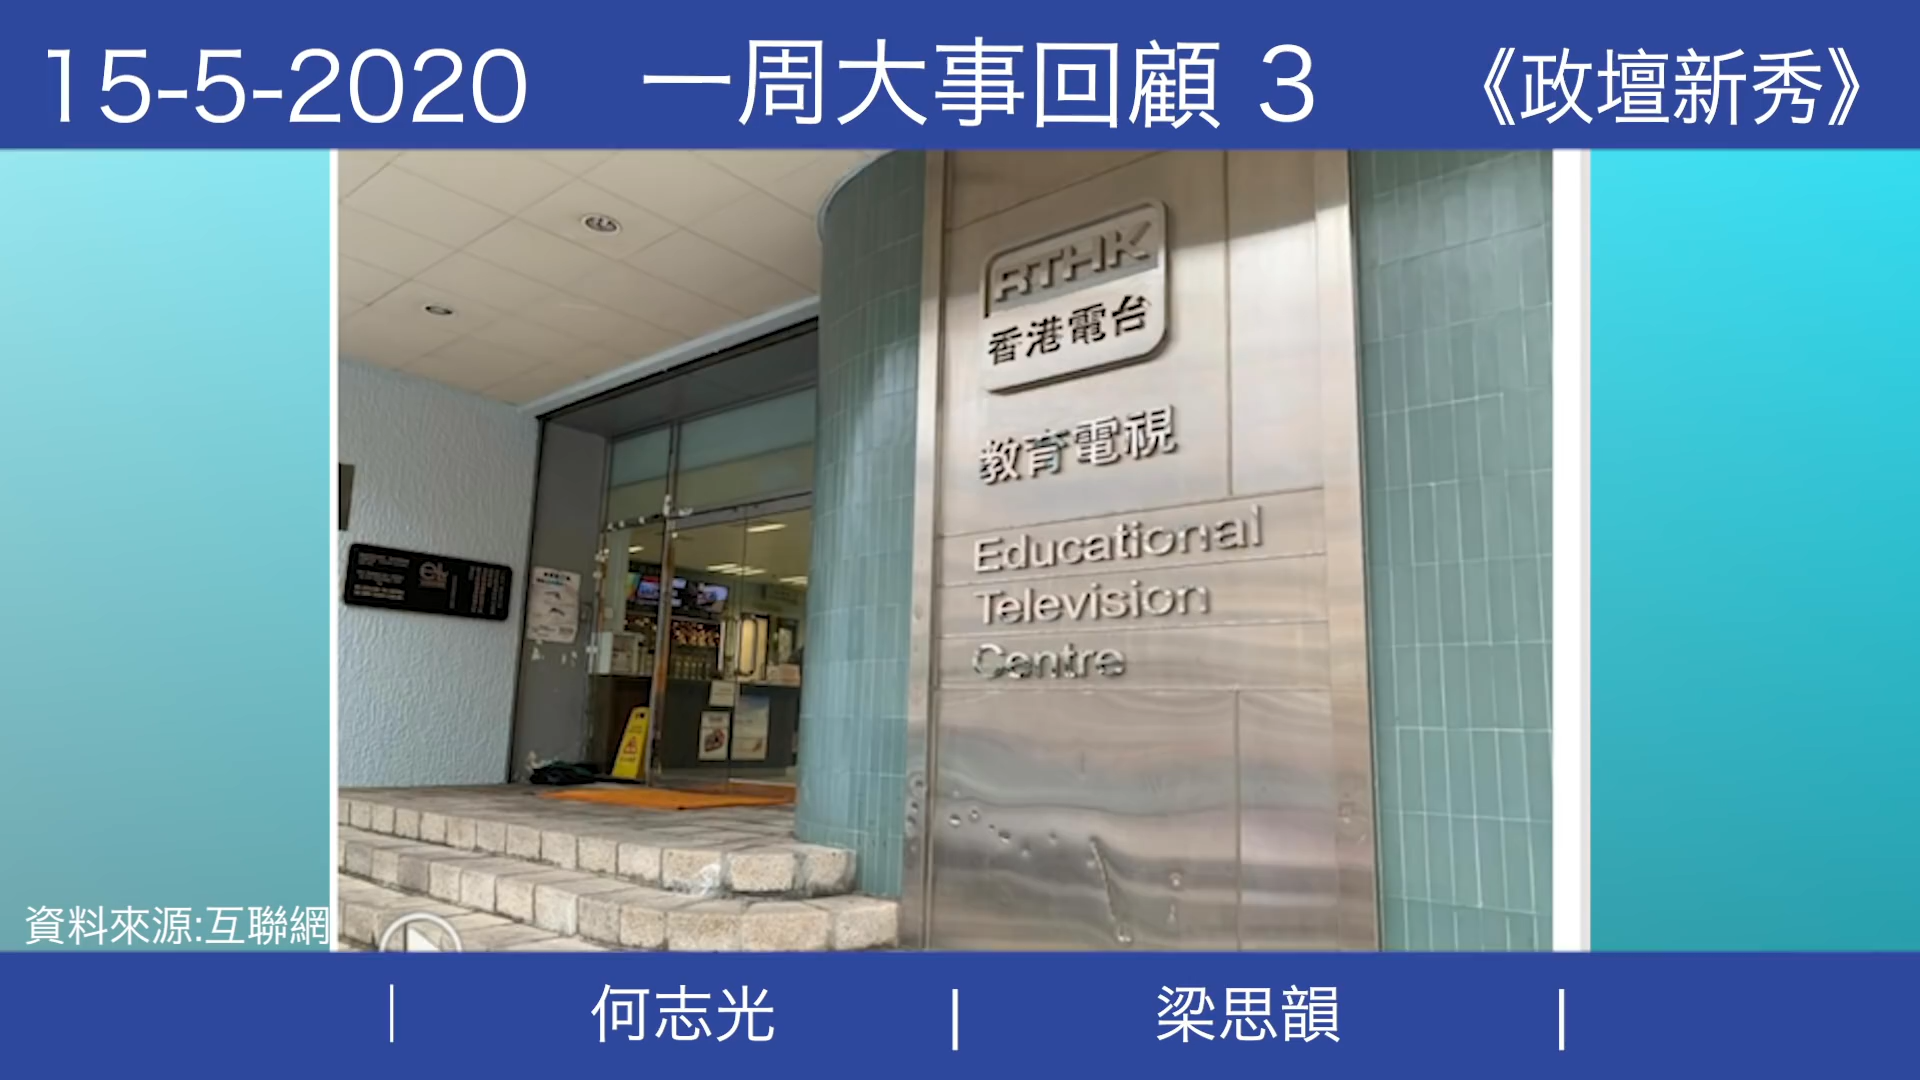 15-5-2020 一周大事回顧 3 《政壇新秀》
RTHK
香港電台
教育電視
Educational
Television
Centre
資料來源:互聯網
| 何志光 | 梁思韻 |